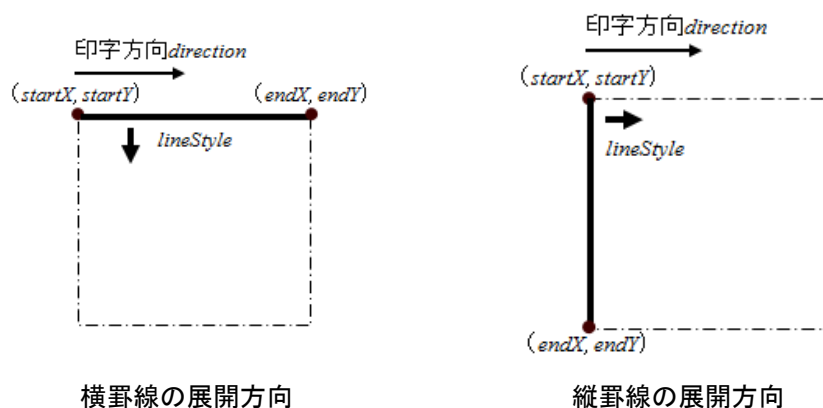 印字方向direction
(startX, startY)
(endX, endY)
lineStyle
横罫線の展開方向
印字方向direction
(startX, startY)
lineStyle
(endX, endY)
縦罫線の展開方向